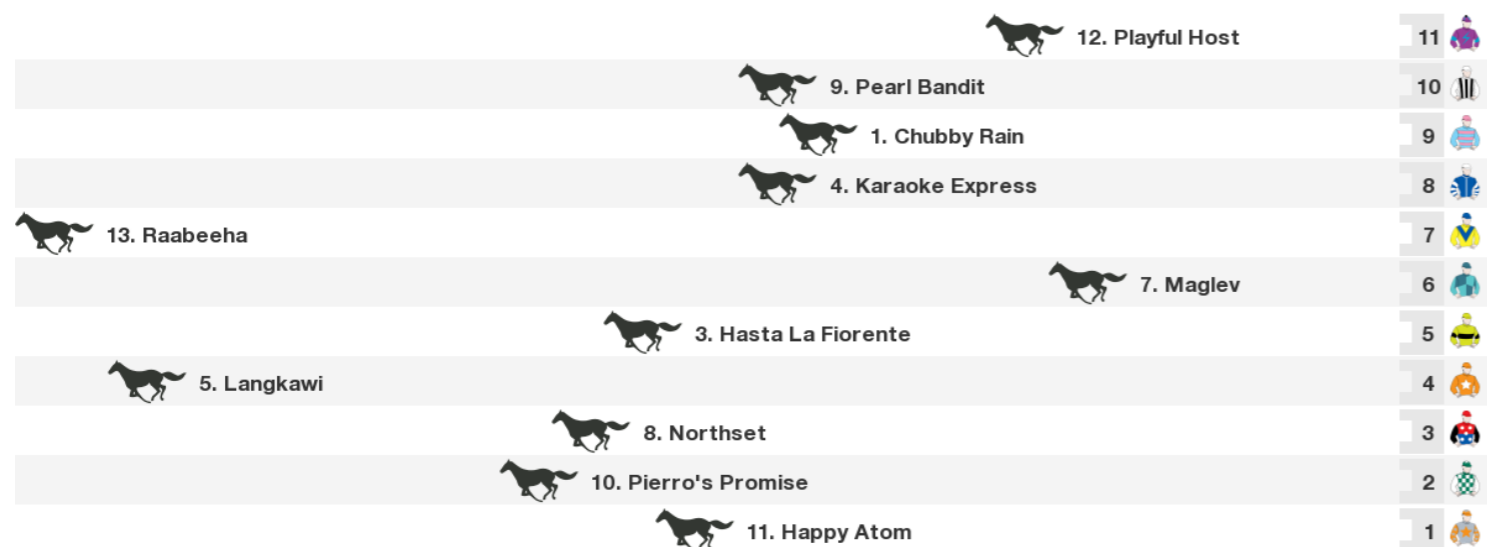 12. Playful Host 11
9. Pearl Bandit 10
1. Chubby Rain 9
4. Karaoke Express 8
13. Raabeeha 7
7. Maglev 6
3. Hasta La Fiorente 5
5. Langkawi 4
8. Northset 3
10. Pierro's Promise 2
11. Happy Atom 1